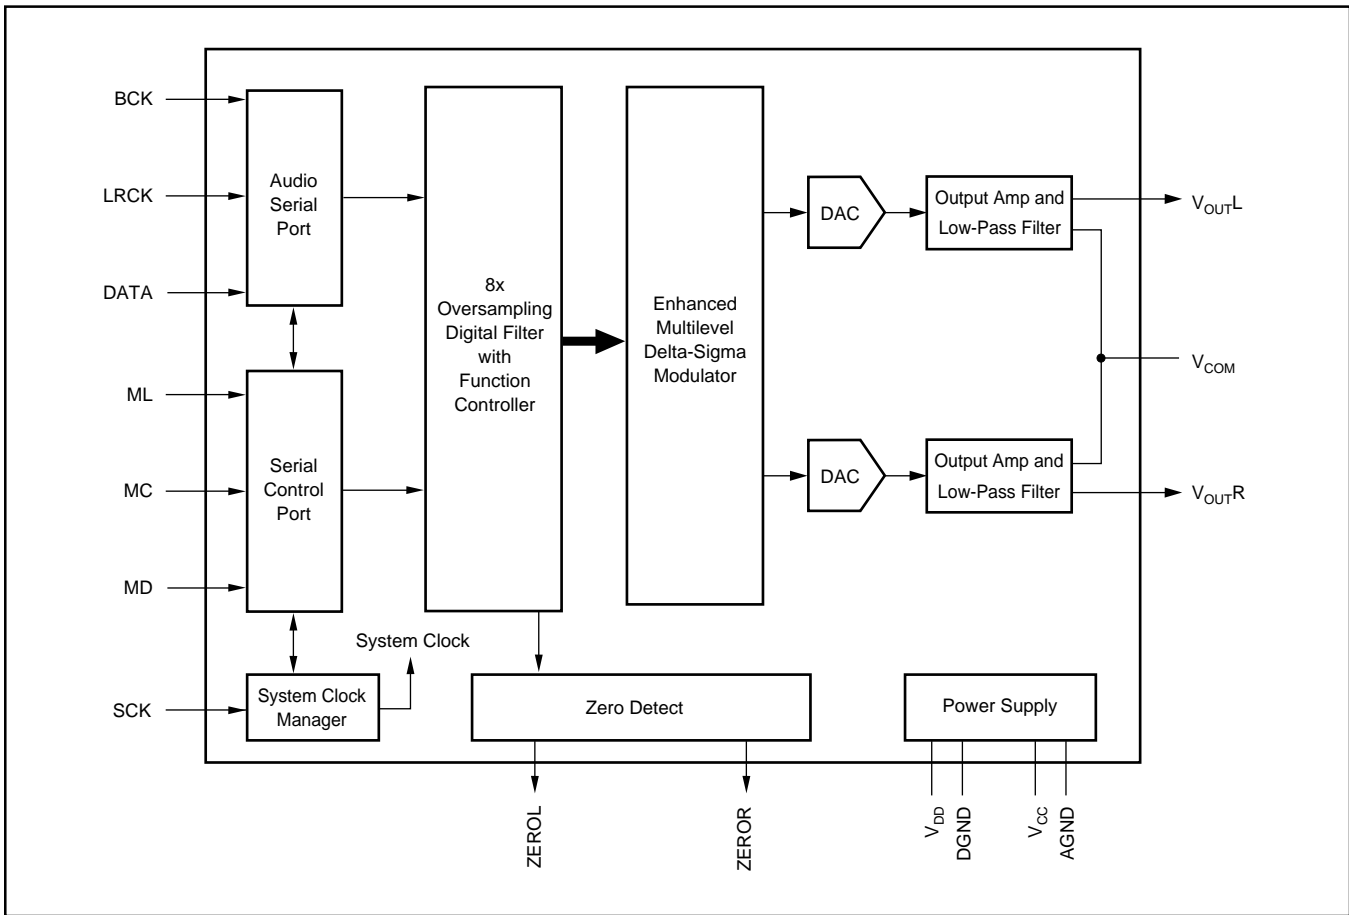 BCK
LRCK
DATA
ML
MC
MD
SCK
Audio
Serial
Port
Serial
Control
Port
System Clock
Manager
System Clock
8x
Oversampling
Digital Filter
with
Function
Controller
Enhanced
Multilevel
Delta-Sigma
Modulator
DAC
Output Amp and
Low-Pass Filter
DAC
Output Amp and
Low-Pass Filter
VOUTL
VCOM
VOUTR
Zero Detect
Power Supply
ZEROL
ZEROR
VDD
DGND
VCC
AGND